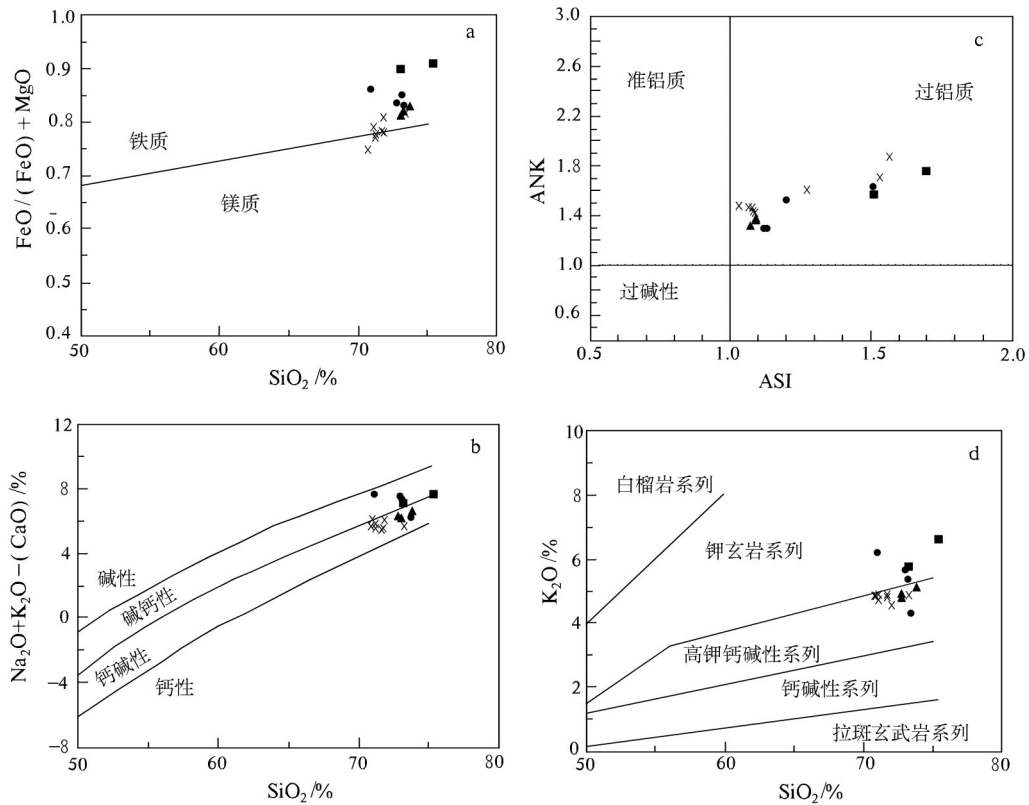 a
1.0
0.9
0.8
0.7
0.8
0.5
0.4
FeO/(FeO)+MgO
铁质
镁质
50
60
70
80
SiO₂/%
c
3.0
2.6
2.2
1.8
1.4
1.0
0.6
ANK
准铝质
过铝质
过碱性
0.5
1.0
1.5
2.0
ASI
b
12
8
4
0
−4
−8
Na₂O+K₂O−(CaO)/%
碱性
碱钙性
钙碱性
钙性
50
60
70
80
SiO₂/%
d
10
8
6
4
2
0
K₂O/%
白榴岩系列
钾玄岩系列
高钾钙碱性系列
钙碱性系列
拉斑玄武岩系列
50
60
70
80
SiO₂/%